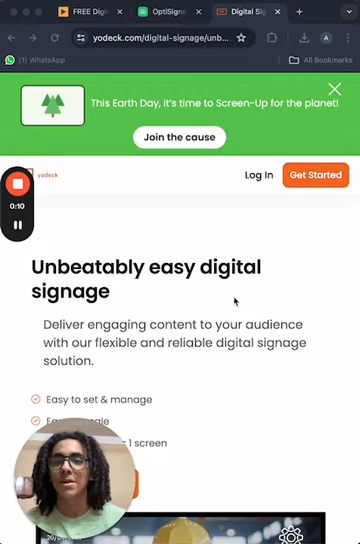 FREE Digi
OptiSigns
Digital Sig
yodeck.com/digital-signage/unb...
A
(1) WhatsApp
All Bookmarks
This Earth Day, it's time to Screen-Up for the planet!
Join the cause
yodeck
Log In
Get Started
0:10
Unbeatably easy digital
signage
Deliver engaging content to your audience
with our flexible and reliable digital signage
solution.
Easy to set & manage
1 screen